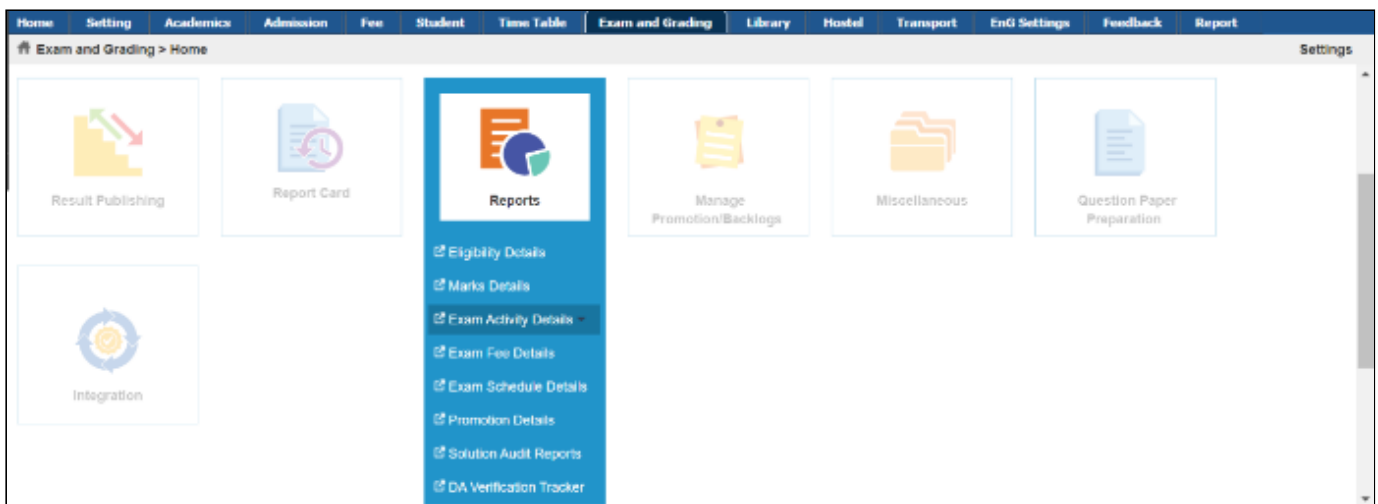 Home Setting Academics Admission Fee Student Time Table Exam and Grading Library Hostel Transport EnG Settings Feedback Report
Exam and Grading > Home Settings
Result Publishing
Report Card
Reports
Manage
Promotion/Backlogs
Miscellaneous
Question Paper
Preparation
Eligibility Details
Marks Details
Exam Activity Details
Exam Fee Details
Exam Schedule Details
Promotion Details
Solution Audit Reports
DA Verification Tracker
Integration